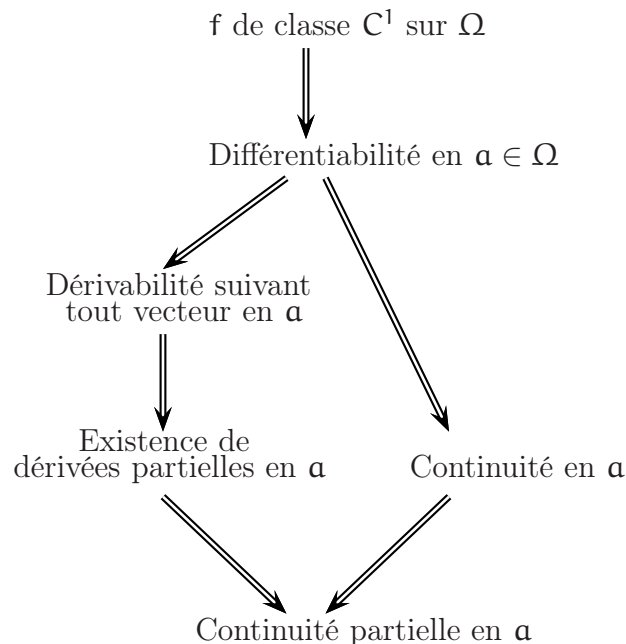 f de classe C¹ sur Ω
Différentiabilité en a ∈ Ω
Dérivabilité suivant
tout vecteur en a
Existence de
dérivées partielles en a
Continuité en a
Continuité partielle en a